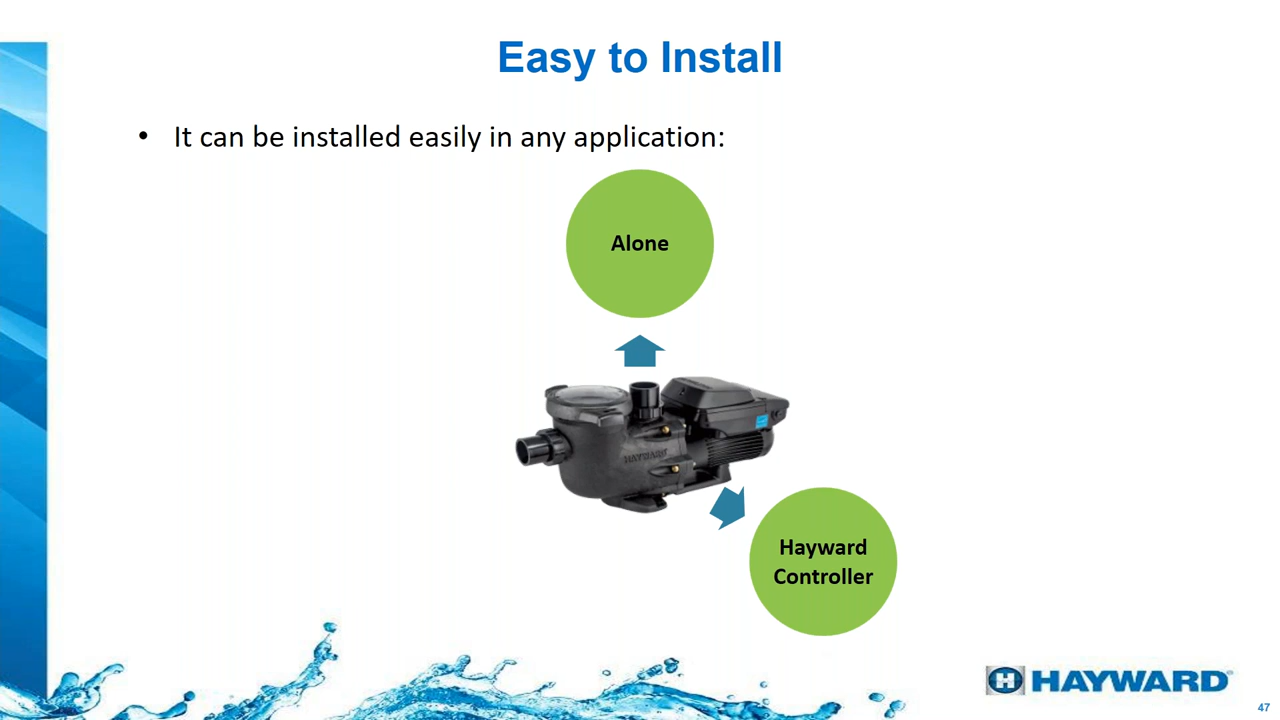 Easy to Install
• It can be installed easily in any application:
Alone
HAYWARD
Hayward
Controller
HAYWARD
47